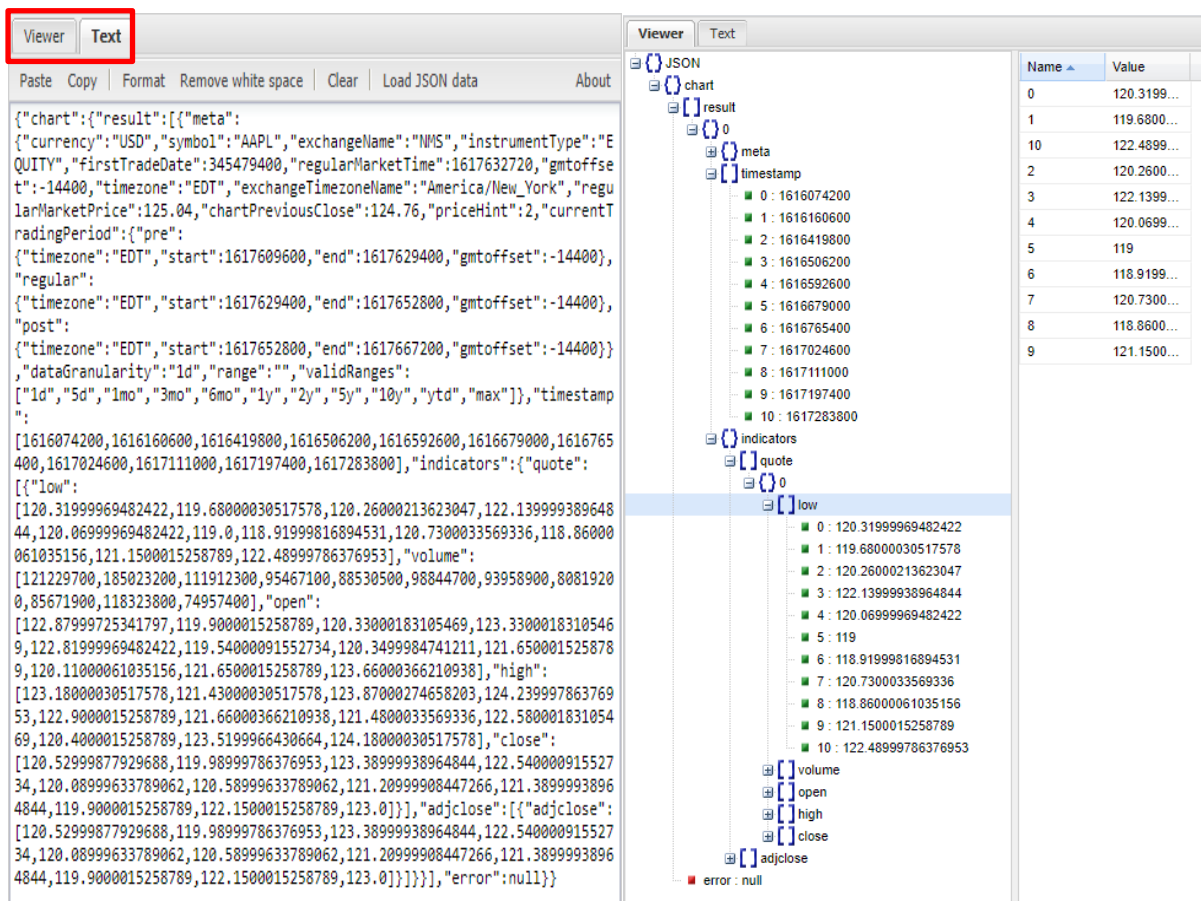 Viewer Text
Paste Copy Format Remove white space Clear Load JSON data About
{"chart":{"result":[{"meta":
{"currency":"USD","symbol":"AAPL","exchangeName":"NMS","instrumentType":"E
QUITY","firstTradeDate":345479400,"regularMarketTime":1617632720,"gmtoffse
t":-14400,"timezone":"EDT","exchangeTimezoneName":"America/New_York","regu
larMarketPrice":125.04,"chartPreviousClose":124.76,"priceHint":2,"currentT
radingPeriod":{"pre":
{"timezone":"EDT","start":1617609600,"end":1617629400,"gmtoffset":-14400},
"regular":
{"timezone":"EDT","start":1617629400,"end":1617652800,"gmtoffset":-14400},
"post":
{"timezone":"EDT","start":1617652800,"end":1617667200,"gmtoffset":-14400}}
,"dataGranularity":"1d","range":"","validRanges":
["1d","5d","1mo","3mo","6mo","1y","2y","5y","10y","ytd","max"]},"timestamp
":
[1616074200,1616160600,1616419800,1616506200,1616592600,1616679000,1616765
400,1617024600,1617111000,1617197400,1617283800],"indicators":{"quote":
[{"low":
[120.31999969482422,119.68000030517578,120.26000213623047,122.139999389648
44,120.06999969482422,119.0,118.91999816894531,120.7300033569336,118.86000
061035156,121.1500015258789,122.48999786376953],"volume":
[121229700,185023200,111912300,95467100,88530500,98844700,93958900,8081920
0,85671900,118323800,74957400],"open":
[122.87999725341797,119.9000015258789,120.33000183105469,123.3300018310546
9,122.81999969482422,119.54000091552734,120.3499984741211,121.650001525878
9,120.11000061035156,121.6500015258789,123.66000366210938],"high":
[123.18000030517578,121.43000030517578,123.87000274658203,124.239997863769
53,122.9000015258789,121.66000366210938,121.4800033569336,122.580001831054
69,120.4000015258789,123.5199966430664,124.18000030517578],"close":
[120.52999877929688,119.98999786376953,123.38999938964844,122.540000915527
34,120.08999633789062,120.58999633789062,121.20999908447266,121.3899993896
4844,119.9000015258789,122.1500015258789,123.0]}],"adjclose":[{"adjclose":
[120.52999877929688,119.98999786376953,123.38999938964844,122.540000915527
34,120.08999633789062,120.58999633789062,121.20999908447266,121.3899993896
4844,119.9000015258789,122.1500015258789,123.0]}]}}],"error":null}}
Viewer Text
JSON
chart
result
0
meta
timestamp
0 : 1616074200
1 : 1616160600
2 : 1616419800
3 : 1616506200
4 : 1616592600
5 : 1616679000
6 : 1616765400
7 : 1617024600
8 : 1617111000
9 : 1617197400
10 : 1617283800
indicators
quote
0
low
0 : 120.31999969482422
1 : 119.68000030517578
2 : 120.26000213623047
3 : 122.13999938964844
4 : 120.06999969482422
5 : 119
6 : 118.91999816894531
7 : 120.7300033569336
8 : 118.86000061035156
9 : 121.1500015258789
10 : 122.48999786376953
volume
open
high
close
adjclose
error : null
Name Value
0 120.3199...
1 119.6800...
10 122.4899...
2 120.2600...
3 122.1399...
4 120.0699...
5 119
6 118.9199...
7 120.7300...
8 118.8600...
9 121.1500...